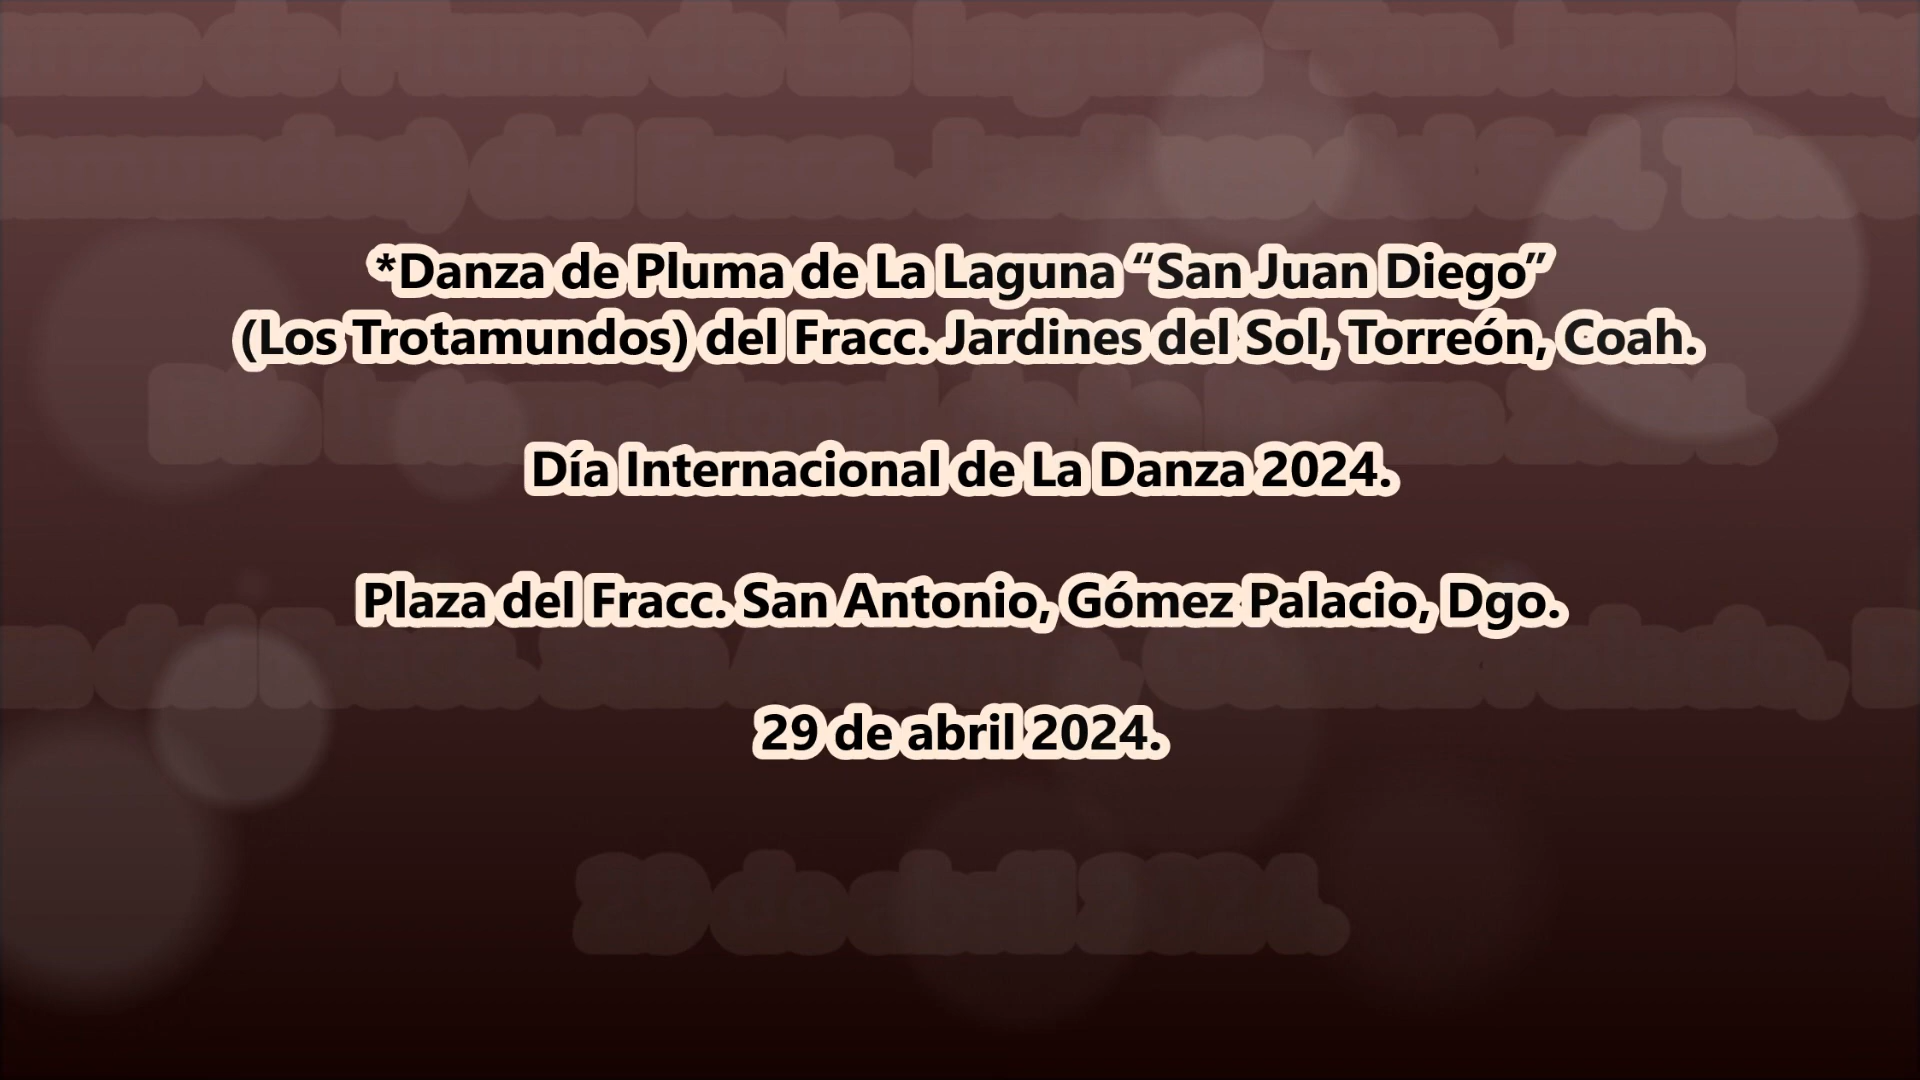 *Danza de Pluma de La Laguna “San Juan Diego”
(Los Trotamundos) del Fracc. Jardines del Sol, Torreón, Coah.
Día Internacional de La Danza 2024.
Plaza del Fracc. San Antonio, Gómez Palacio, Dgo.
29 de abril 2024.